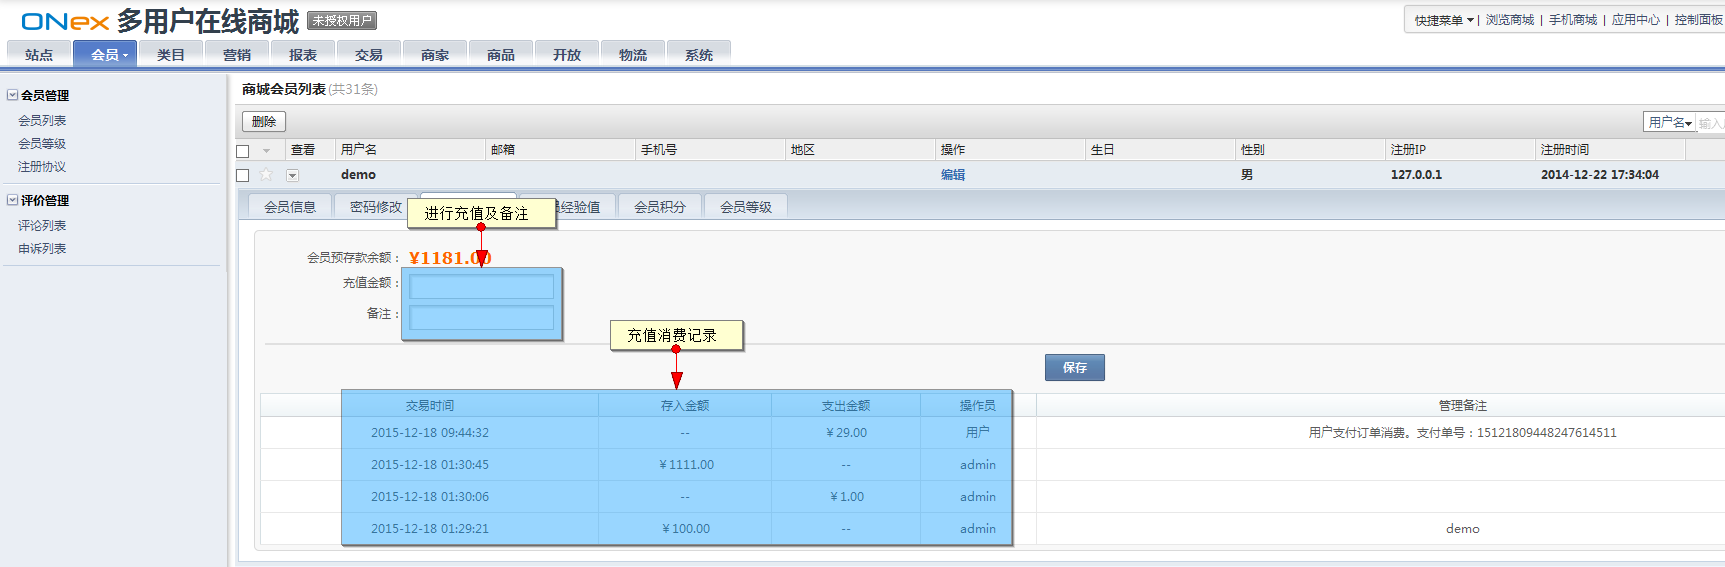 ONex 多用户在线商城 未授权用户
快捷菜单 | 浏览商城 | 手机商城 | 应用中心 | 控制面板
站点 会员 类目 营销 报表 交易 商家 商品 开放 物流 系统
会员管理
会员列表
会员等级
注册协议
评价管理
评论列表
申诉列表
商城会员列表(共31条)
删除 用户名 输入
查看 用户名 邮箱 手机号 地区 操作 生日 性别 注册IP 注册时间
demo 编辑 男 127.0.0.1 2014-12-22 17:34:04
会员信息 密码修改 经验值 会员积分 会员等级
进行充值及备注
会员预存款余额： ¥1181.00
充值金额：
备注：
充值消费记录
保存
交易时间 存入金额 支出金额 操作员 管理备注
2015-12-18 09:44:32 -- ￥29.00 用户 用户支付订单消费。支付单号：15121809448247614511
2015-12-18 01:30:45 ￥1111.00 -- admin
2015-12-18 01:30:06 -- ￥1.00 admin
2015-12-18 01:29:21 ￥100.00 -- admin demo